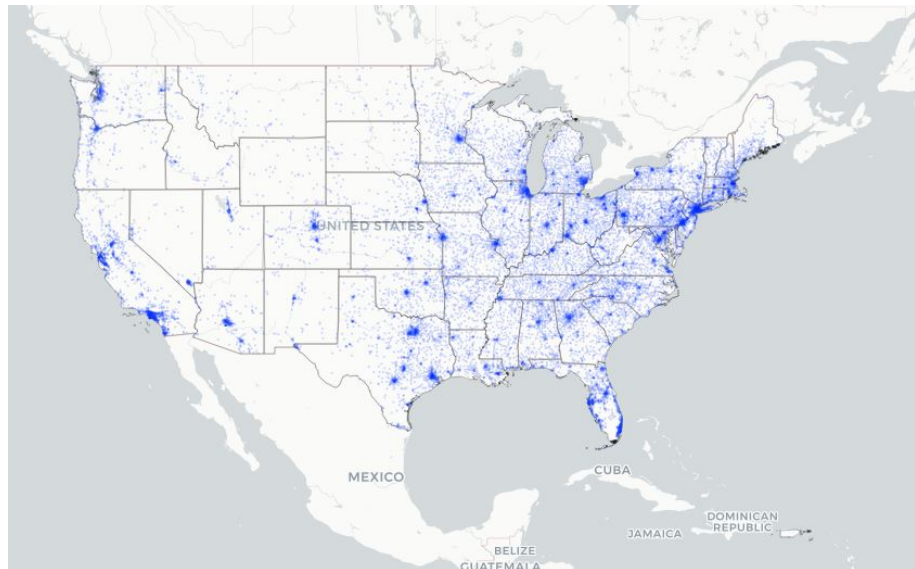 UNITED STATES
MEXICO
CUBA
DOMINICAN
REPUBLIC
JAMAICA
BELIZE
GUATEMALA